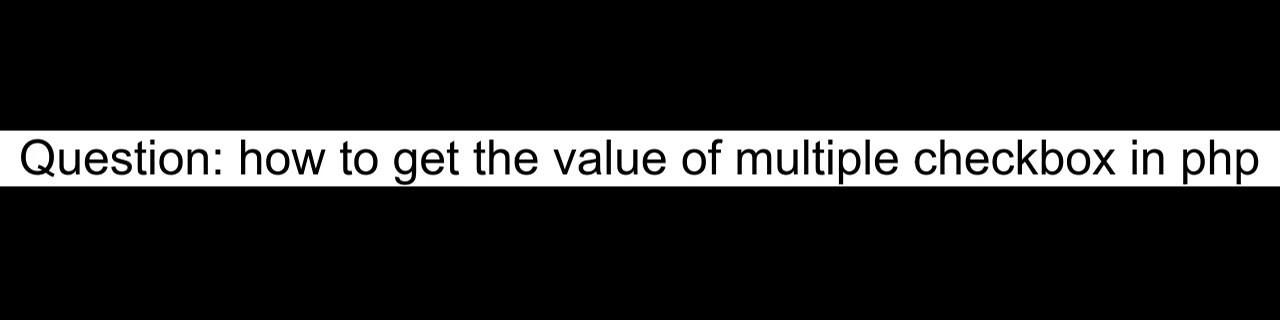 Question: how to get the value of multiple checkbox in php